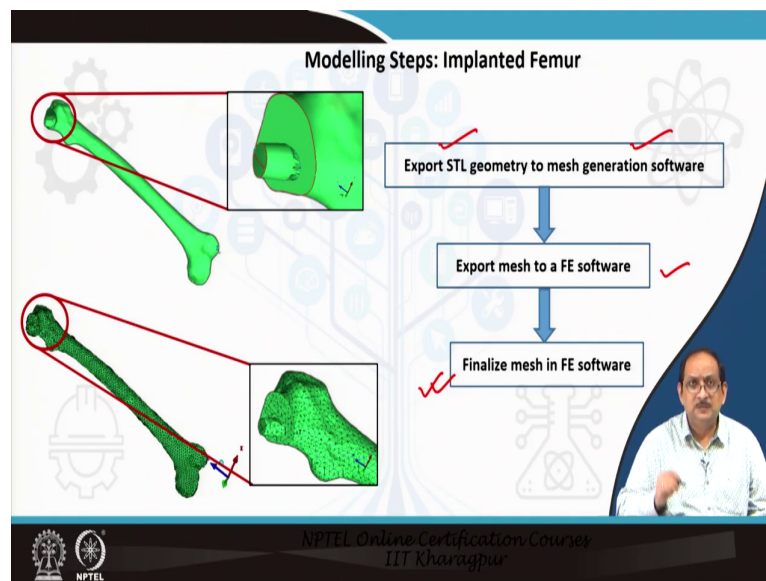 Modelling Steps: Implanted Femur
Export STL geometry to mesh generation software
Export mesh to a FE software
Finalize mesh in FE software
NPTEL Online Certification Courses
IIT Kharagpur
NPTEL